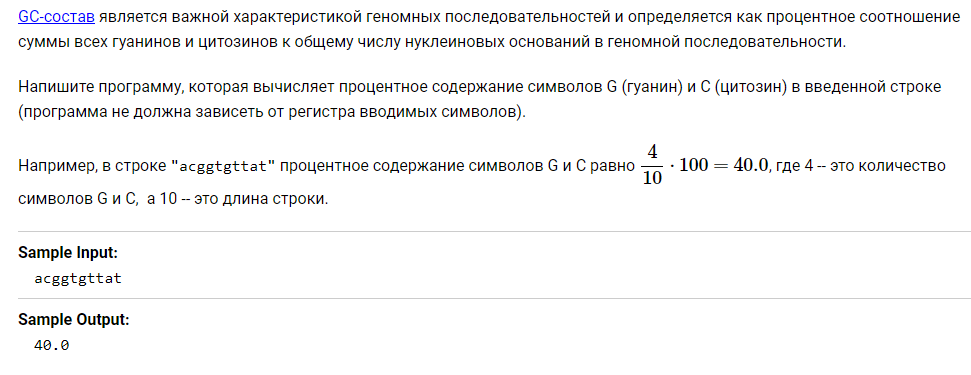 GC-состав является важной характеристикой геномных последовательностей и определяется как процентное соотношение
суммы всех гуанинов и цитозинов к общему числу нуклеиновых оснований в геномной последовательности.
Напишите программу, которая вычисляет процентное содержание символов G (гуанин) и C (цитозин) в введенной строке
(программа не должна зависеть от регистра вводимых символов).
Например, в строке "acggtgttat" процентное содержание символов G и C равно 4/10 · 100 = 40.0, где 4 -- это количество
символов G и C,  а 10 -- это длина строки.
Sample Input:
acggtgttat
Sample Output:
40.0